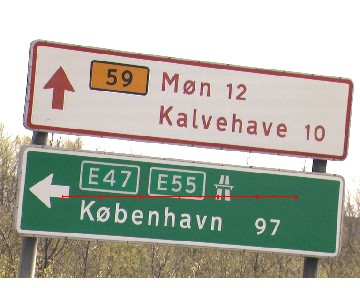 59 Møn 12
Kalvehave 10
E47 E55
København 97